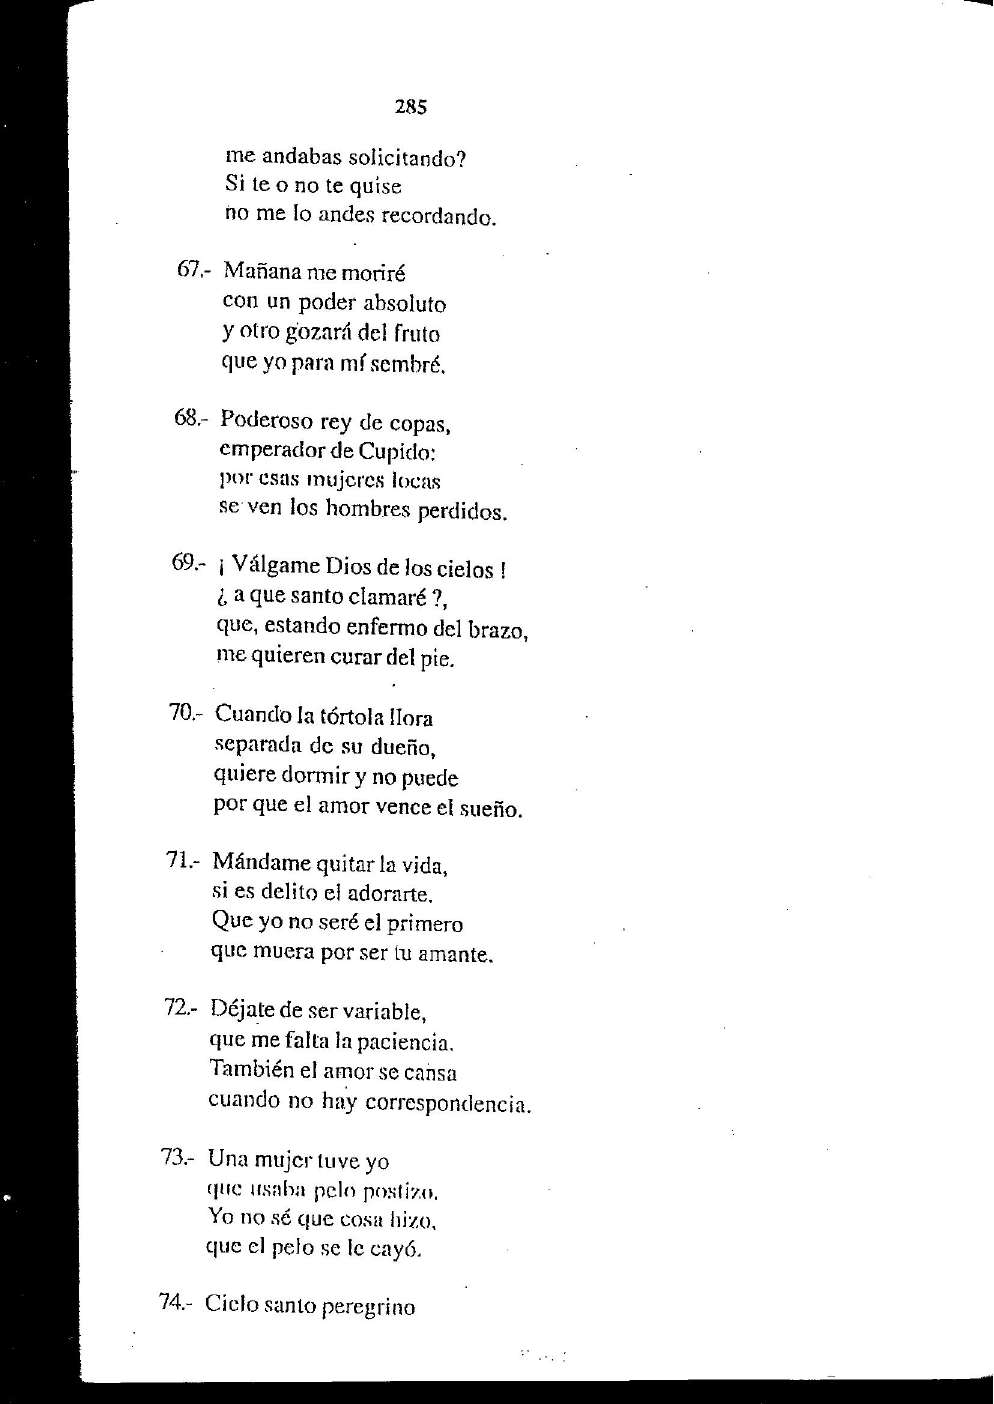 285
me andabas solicitando?
Si te o no te quise
no me lo andes recordando.
67.- Mañana me moriré
con un poder absoluto
y otro gozará del fruto
que yo para mí sembré.
68.- Poderoso rey de copas,
emperador de Cupido:
por esas mujeres locas
se ven los hombres perdidos.
69.- ¡ Válgame Dios de los cielos !
¿ a que santo clamaré ?,
que, estando enfermo del brazo,
me quieren curar del pie.
70.- Cuando la tórtola llora
separada de su dueño,
quiere dormir y no puede
por que el amor vence el sueño.
71.- Mándame quitar la vida,
si es delito el adorarte.
Que yo no seré el primero
que muera por ser tu amante.
72.- Déjate de ser variable,
que me falta la paciencia.
También el amor se cansa
cuando no hay correspondencia.
73.- Una mujer tuve yo
que usaba pelo postizo.
Yo no sé que cosa hizo,
que el pelo se le cayó.
74.- Cielo santo peregrino